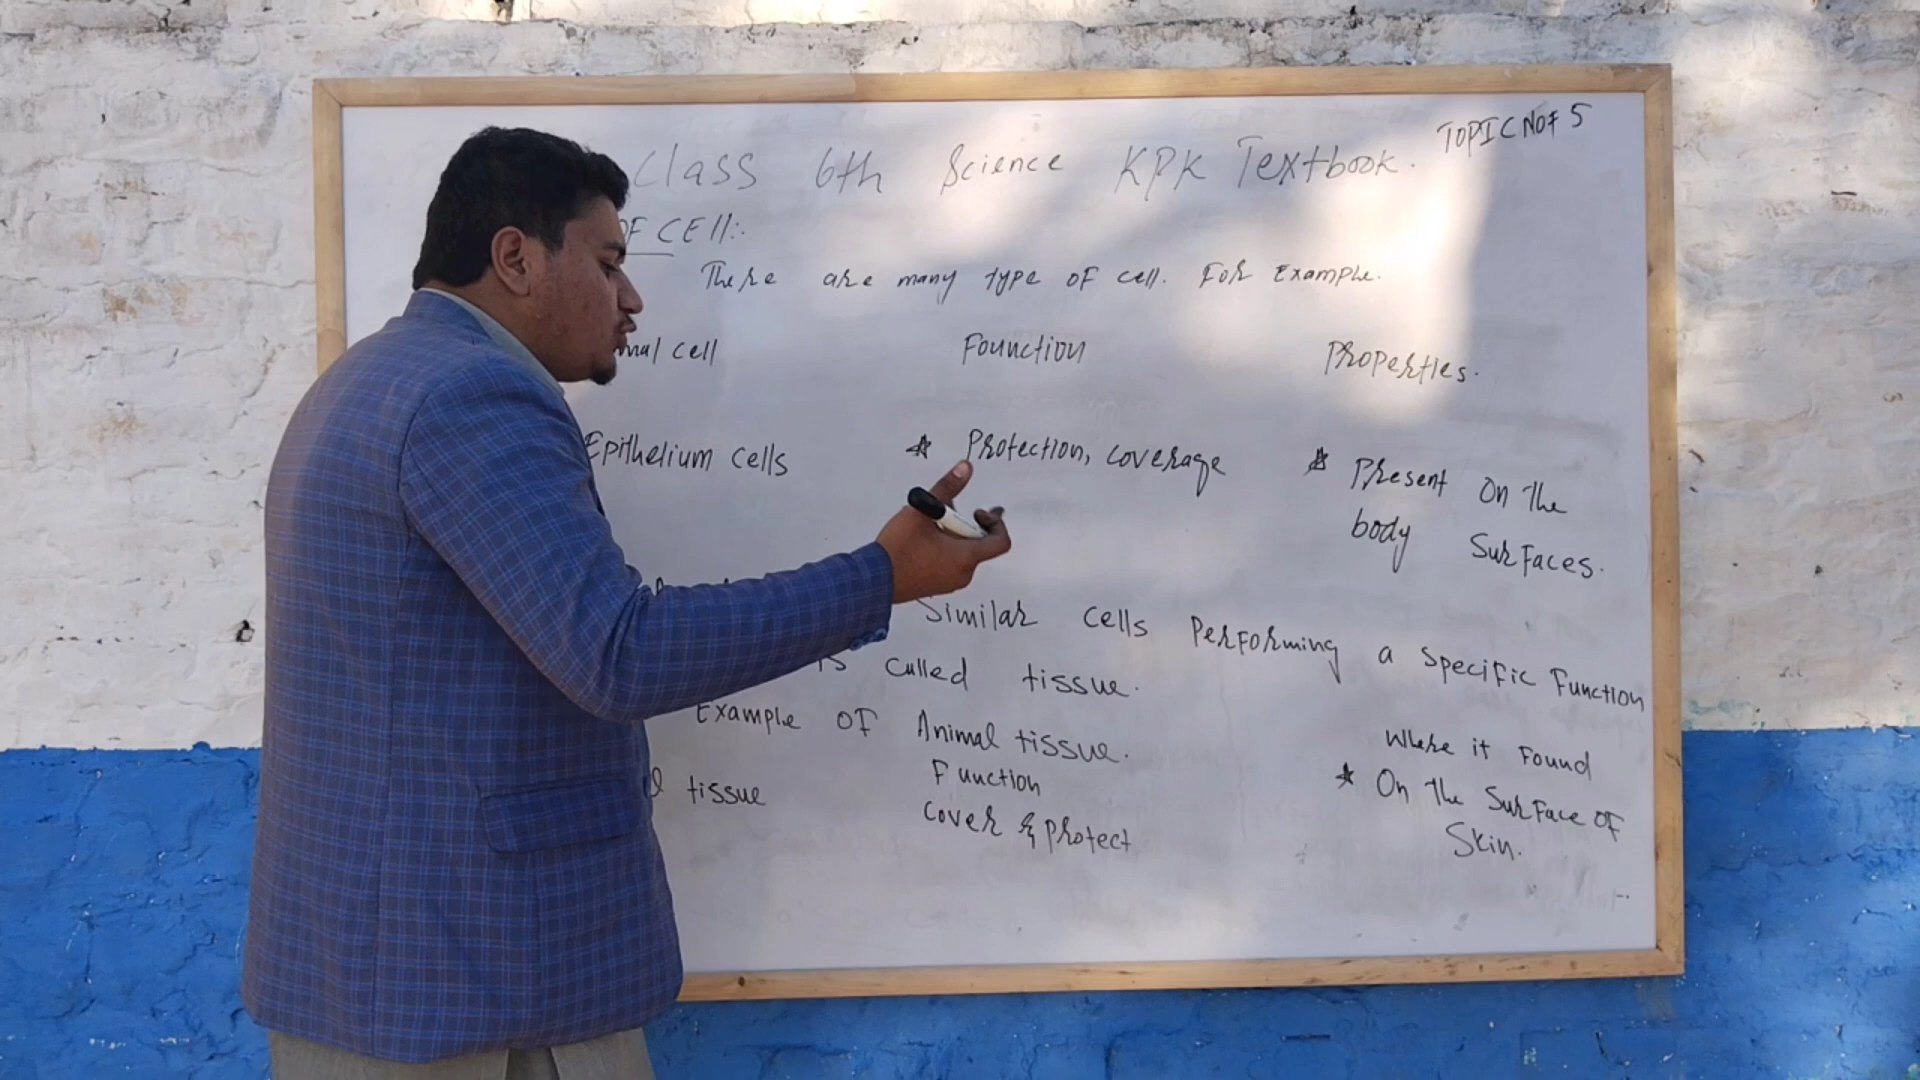 Class 6th Science KPK Textbook. TOPIC NO# 5
OF CEll:-
There are many type of cell. For Example.
cell Founction Properties.
Epithelium cells * Protection, coverage * Present on the
body Surfaces.
Similar cells Performing a specific Function
is called tissue.
Example of Animal tissue. Where it Found
tissue Function * On the Surface of
Cover & Protect Skin.